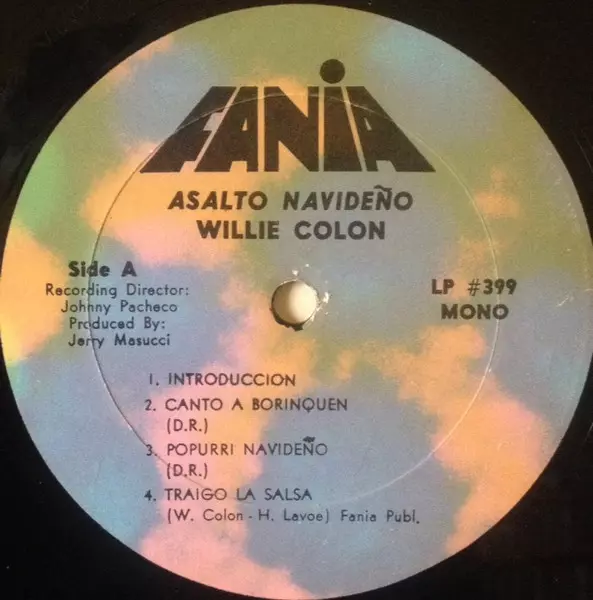 FANIA
ASALTO NAVIDEÑO
WILLIE COLON
Side A
Recording Director:
Johnny Pacheco
Produced By:
Jerry Masucci
LP #399
MONO
1. INTRODUCCION
2. CANTO A BORINQUEN
(D.R.)
3. POPURRI NAVIDEÑO
(D.R.)
4. TRAIGO LA SALSA
(W. Colon - H. Lavoe) Fania Publ.